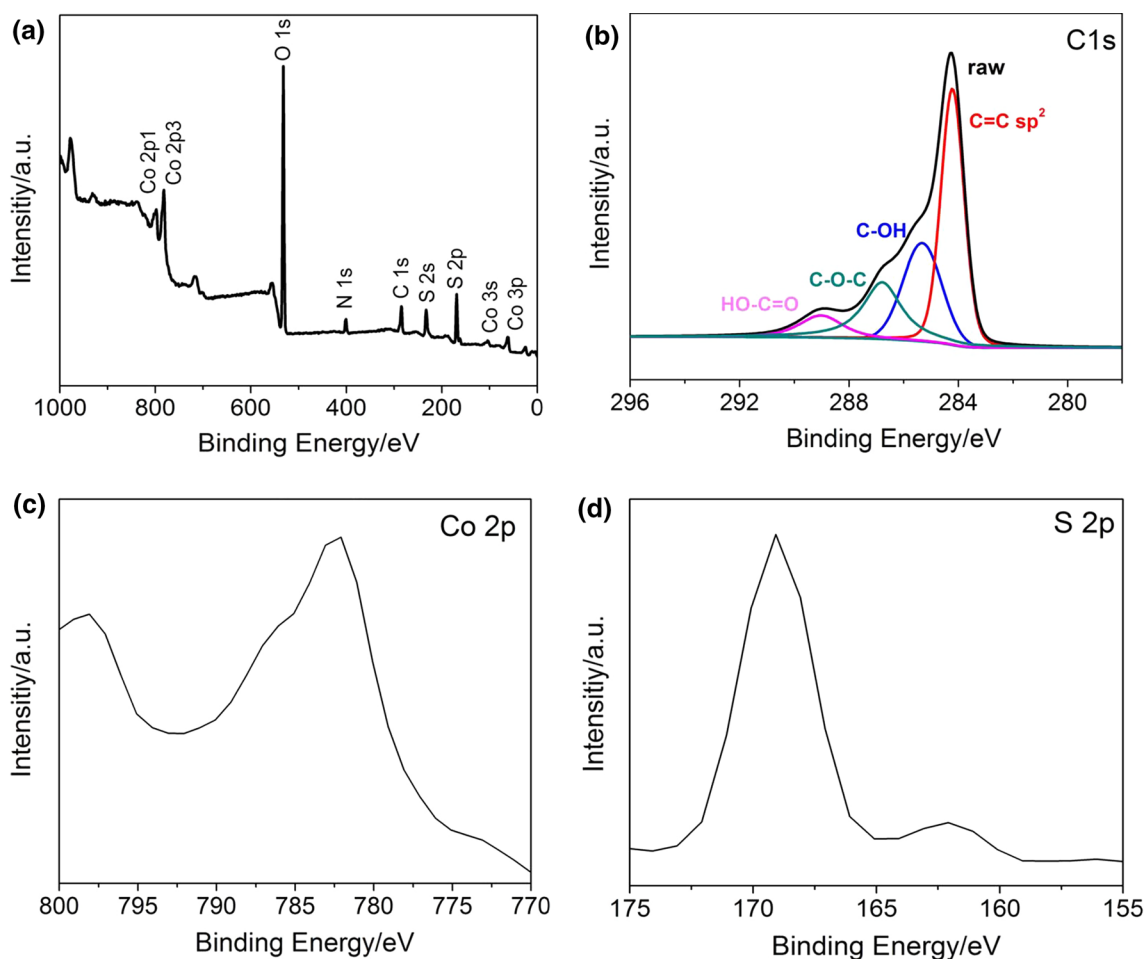 (a)
O 1s
Co 2p1
Co 2p3
N 1s
C 1s
S 2s
S 2p
Co 3s
Co 3p
Intensitiy/a.u.
1000 800 600 400 200 0
Binding Energy/eV
(b)
C1s
raw
C=C sp²
C-OH
C-O-C
HO-C=O
Intensitiy/a.u.
296 292 288 284 280
Binding Energy/eV
(c)
Co 2p
Intensitiy/a.u.
800 795 790 785 780 775 770
Binding Energy/eV
(d)
S 2p
Intensitiy/a.u.
175 170 165 160 155
Binding Energy/eV